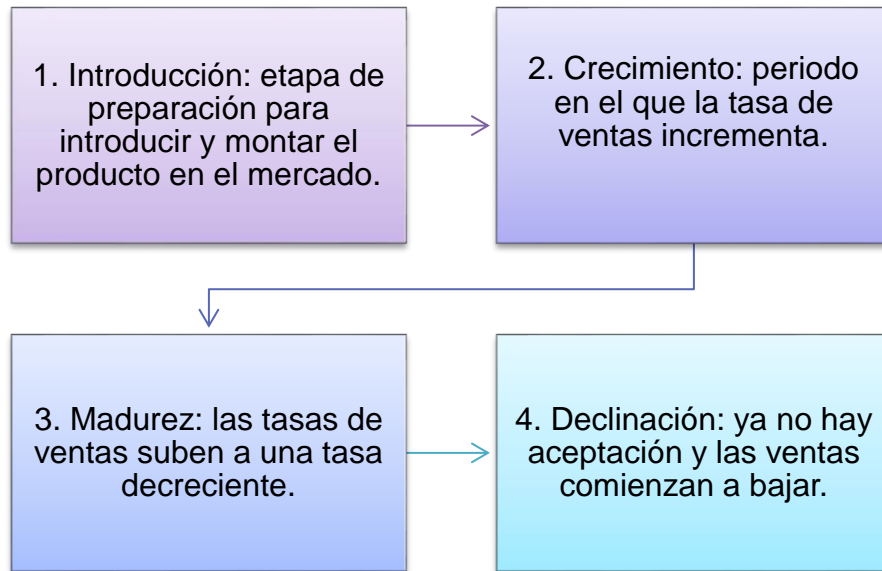 1. Introducción: etapa de
preparación para
introducir y montar el
producto en el mercado.
2. Crecimiento: periodo
en el que la tasa de
ventas incrementa.
3. Madurez: las tasas de
ventas suben a una tasa
decreciente.
4. Declinación: ya no hay
aceptación y las ventas
comienzan a bajar.